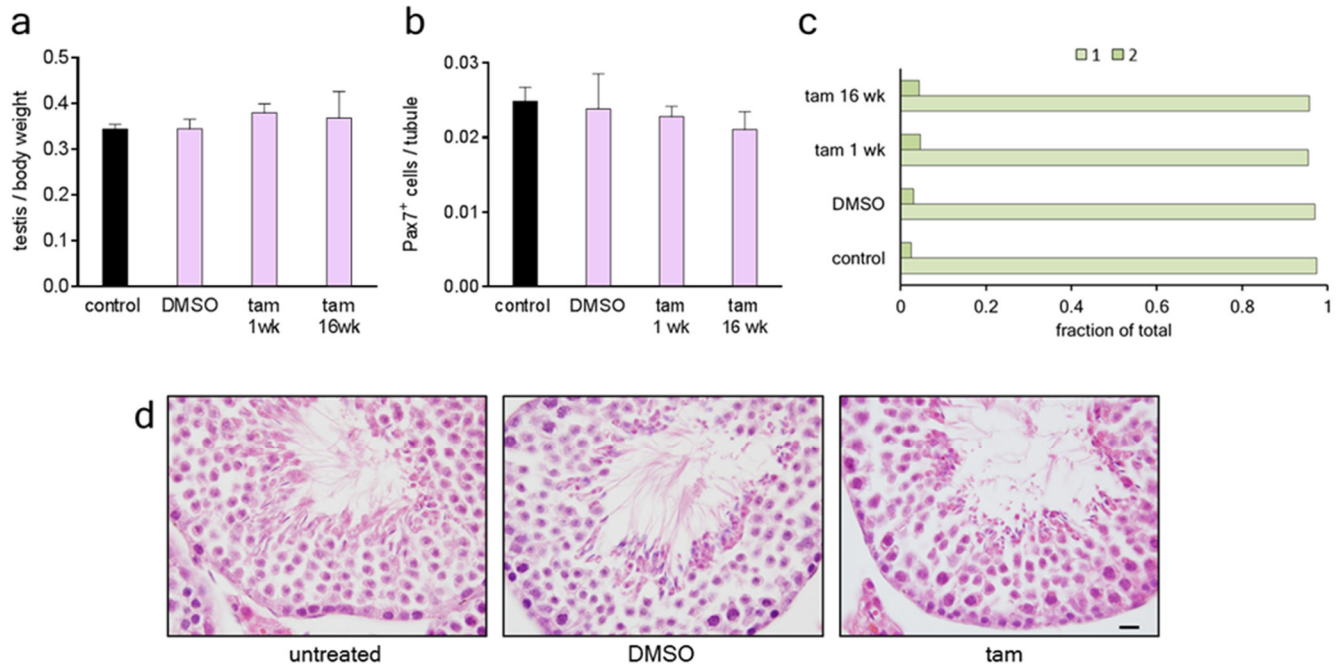 a
testis / body weight
0.5
0.4
0.3
0.2
0.1
0.0
control
DMSO
tam
1wk
tam
16wk
b
Pax7⁺ cells / tubule
0.03
0.02
0.01
0.00
control
DMSO
tam
1 wk
tam
16 wk
c
1 2
tam 16 wk
tam 1 wk
DMSO
control
0 0.2 0.4 0.6 0.8 1
fraction of total
d
untreated
DMSO
tam